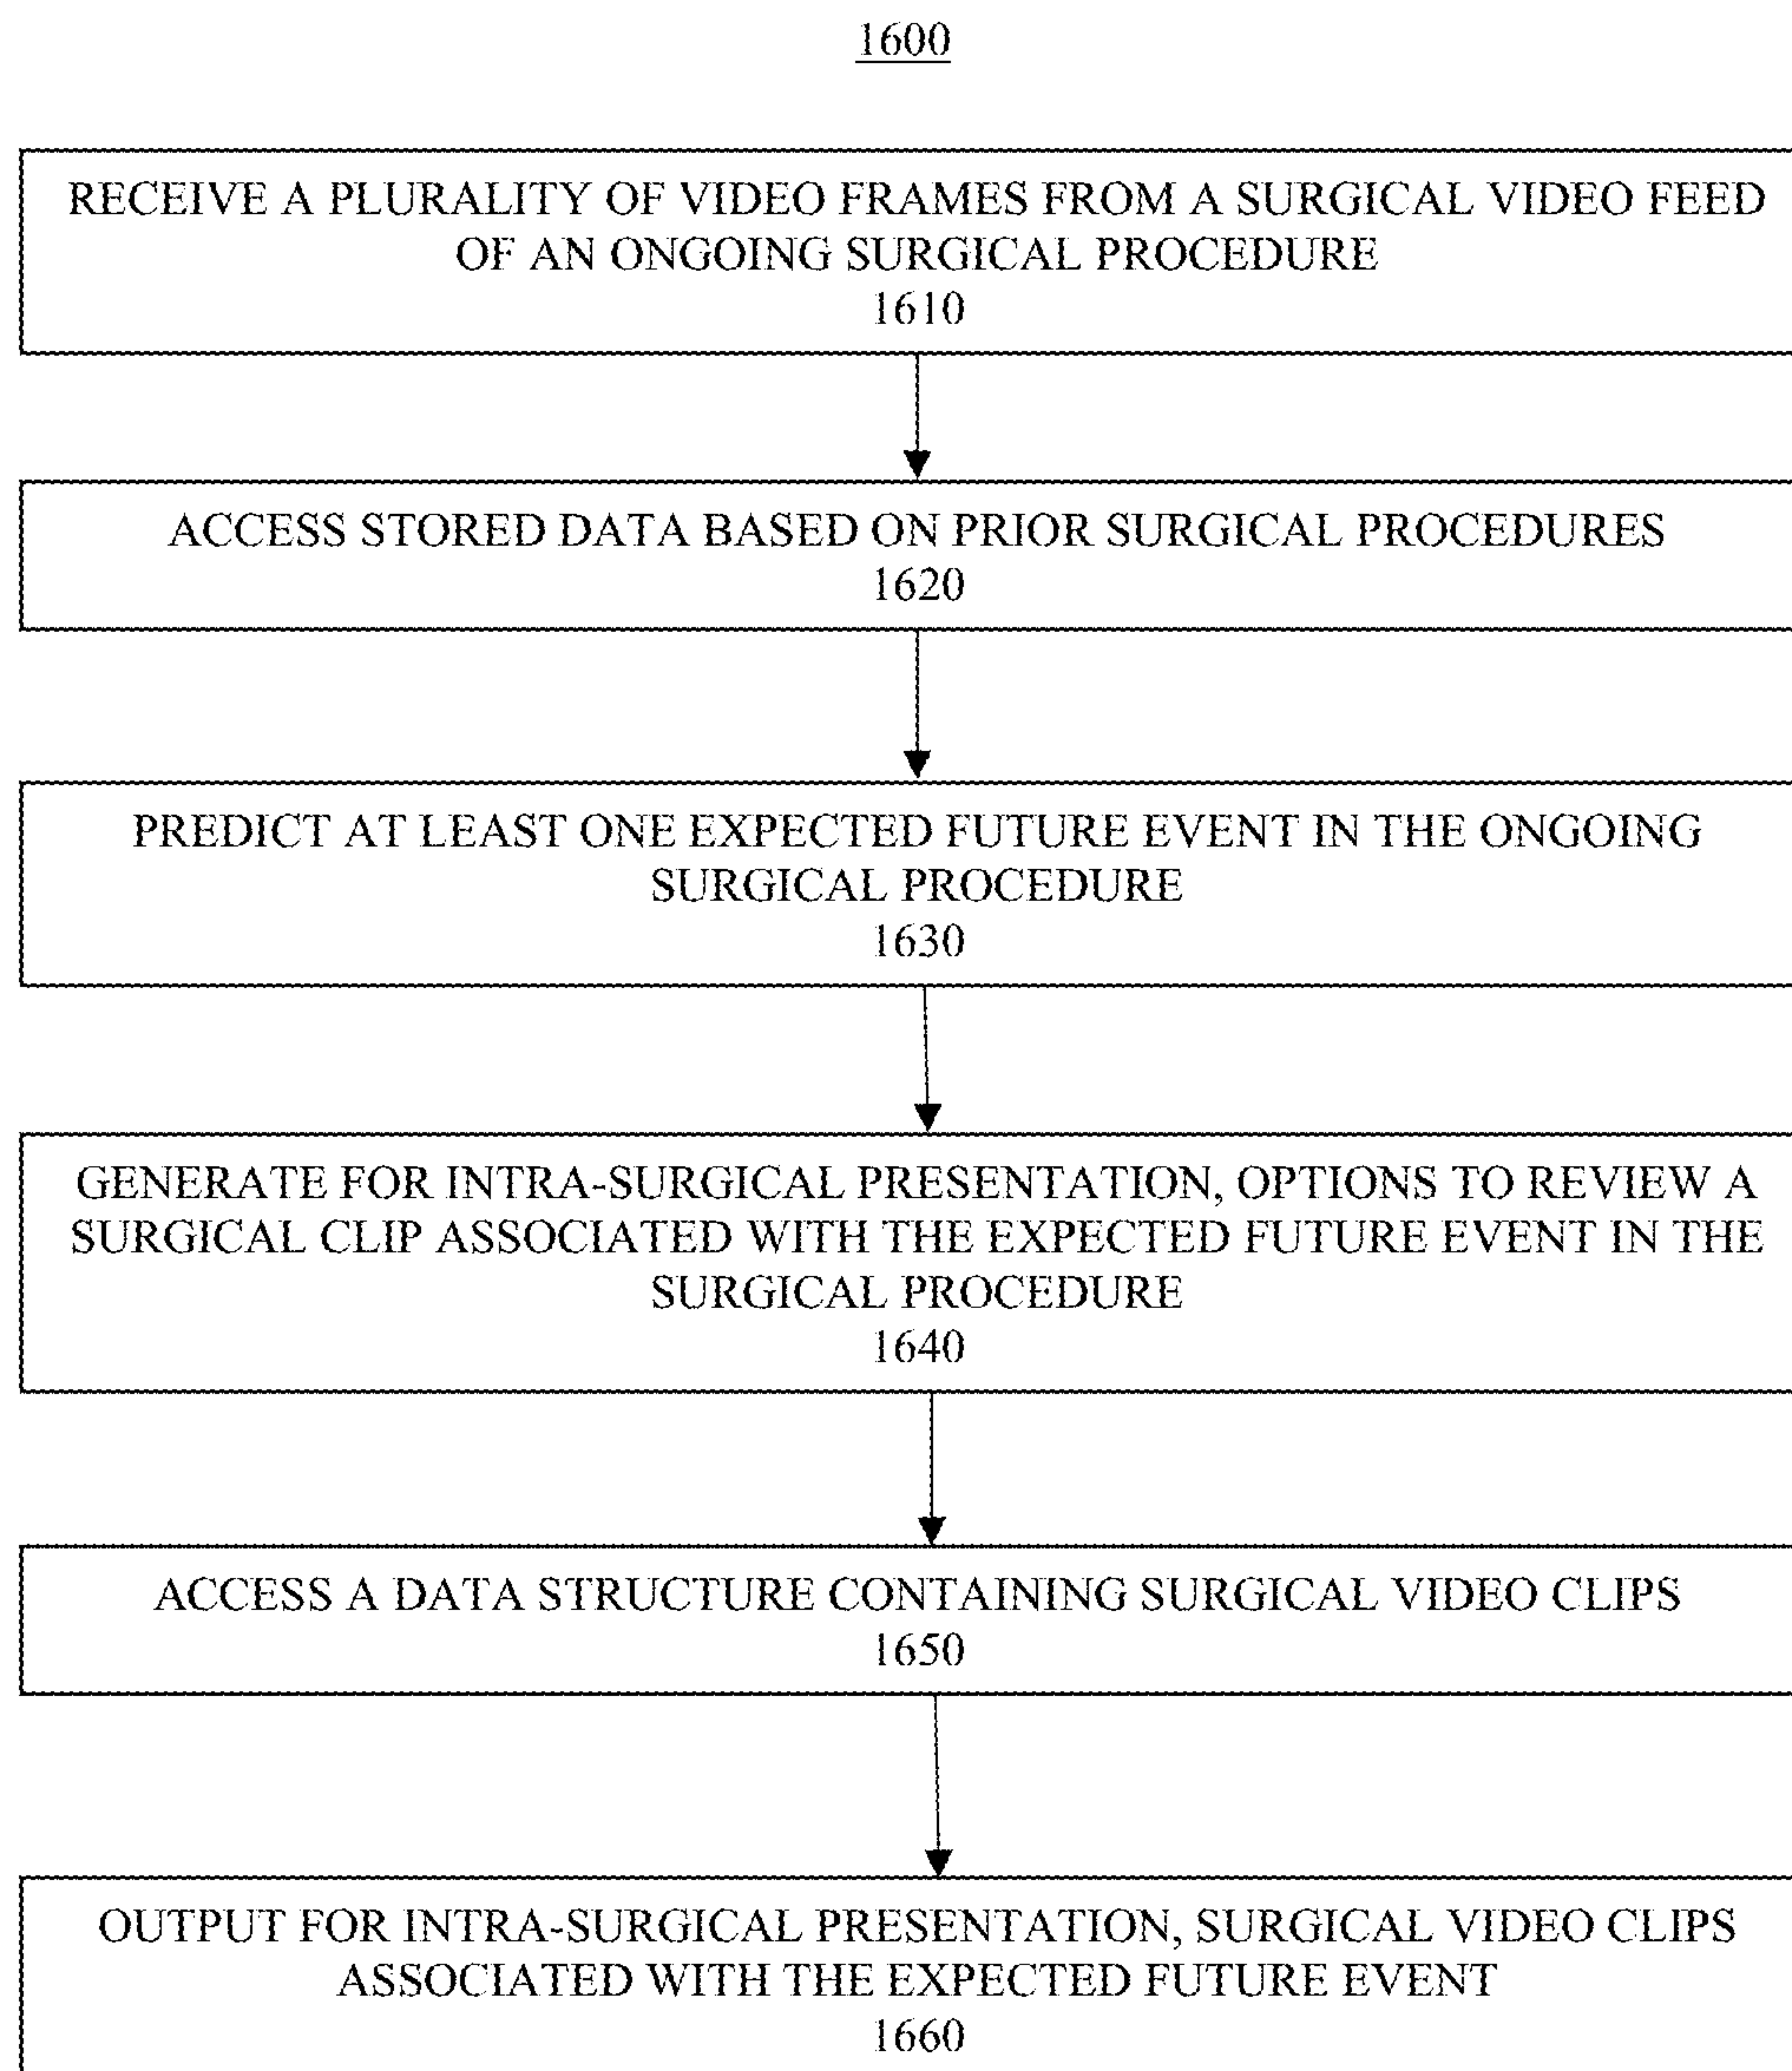 1600
RECEIVE A PLURALITY OF VIDEO FRAMES FROM A SURGICAL VIDEO FEED
OF AN ONGOING SURGICAL PROCEDURE
1610
ACCESS STORED DATA BASED ON PRIOR SURGICAL PROCEDURES
1620
PREDICT AT LEAST ONE EXPECTED FUTURE EVENT IN THE ONGOING
SURGICAL PROCEDURE
1630
GENERATE FOR INTRA-SURGICAL PRESENTATION, OPTIONS TO REVIEW A
SURGICAL CLIP ASSOCIATED WITH THE EXPECTED FUTURE EVENT IN THE
SURGICAL PROCEDURE
1640
ACCESS A DATA STRUCTURE CONTAINING SURGICAL VIDEO CLIPS
1650
OUTPUT FOR INTRA-SURGICAL PRESENTATION, SURGICAL VIDEO CLIPS
ASSOCIATED WITH THE EXPECTED FUTURE EVENT
1660